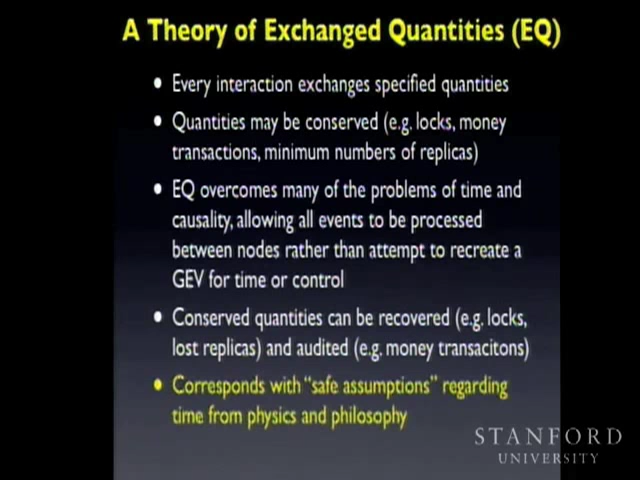 A Theory of Exchanged Quantities (EQ)
• Every interaction exchanges specified quantities
• Quantities may be conserved (e.g. locks, money
transactions, minimum numbers of replicas)
• EQ overcomes many of the problems of time and
causality, allowing all events to be processed
between nodes rather than attempt to recreate a
GEV for time or control
• Conserved quantities can be recovered (e.g. locks,
lost replicas) and audited (e.g. money transacitons)
• Corresponds with "safe assumptions" regarding
time from physics and philosophy
STANFORD
UNIVERSITY